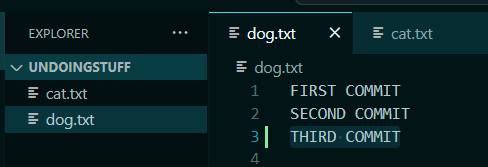 EXPLORER
dog.txt
cat.txt
UNDOINGSTUFF
cat.txt
dog.txt
dog.txt
1 FIRST COMMIT
2 SECOND COMMIT
3 THIRD COMMIT
4